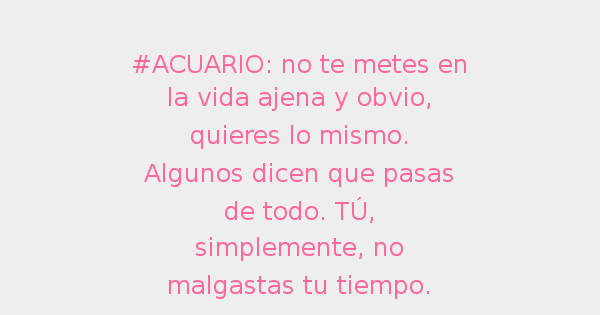 #ACUARIO: no te metes en
la vida ajena y obvio,
quieres lo mismo.
Algunos dicen que pasas
de todo. TÚ,
simplemente, no
malgastas tu tiempo.